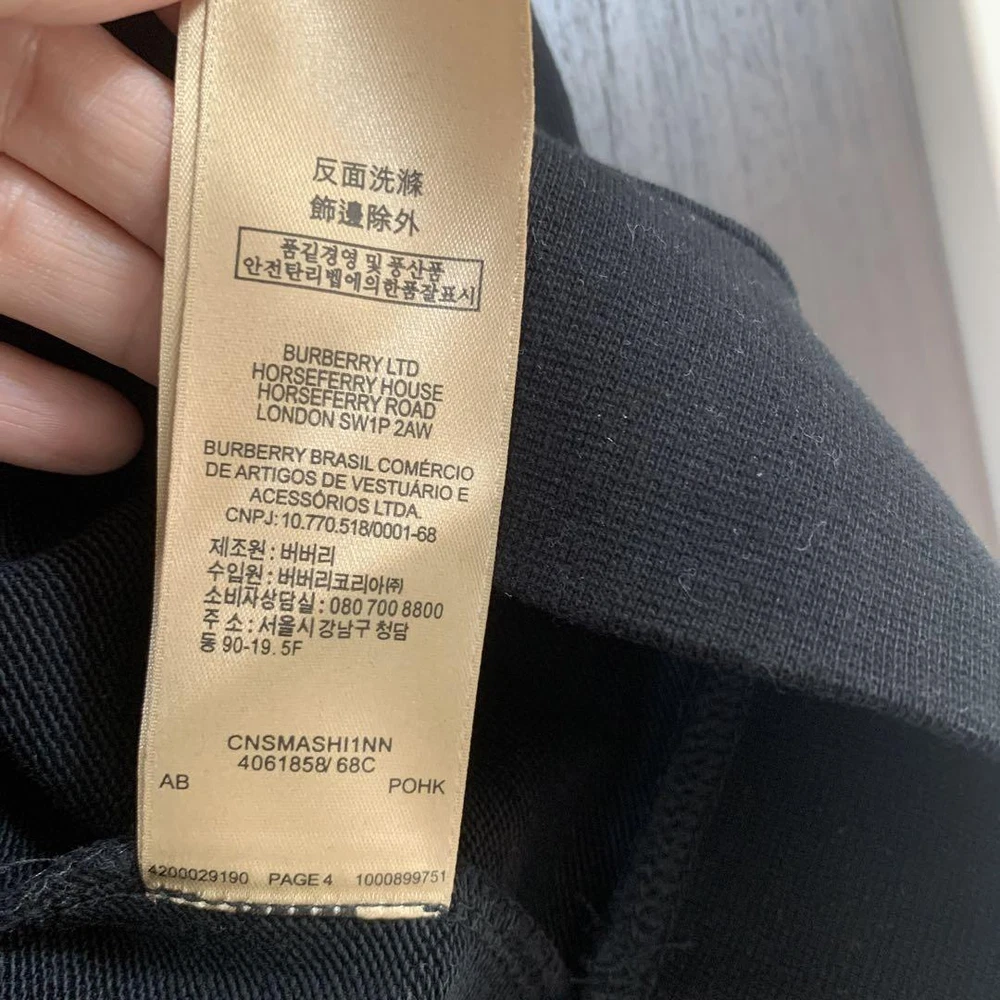 反面洗滌
飾邊除外
품겉경영 및 풍산품
안전탄리벱에의한품잘표시
BURBERRY LTD
HORSEFERRY HOUSE
HORSEFERRY ROAD
LONDON SW1P 2AW
BURBERRY BRASIL COMÉRCIO
DE ARTIGOS DE VESTUÁRIO E
ACESSÓRIOS LTDA.
CNPJ: 10.770.518/0001-68
제조원 : 버버리
수입원 : 버버리코리아㈜
소비자상담실 : 080 700 8800
주 소 : 서울시 강남구 청담
동 90-19. 5F
CNSMASHI1NN
4061858/ 68C
AB POHK
4200029190 PAGE 4 1000899751